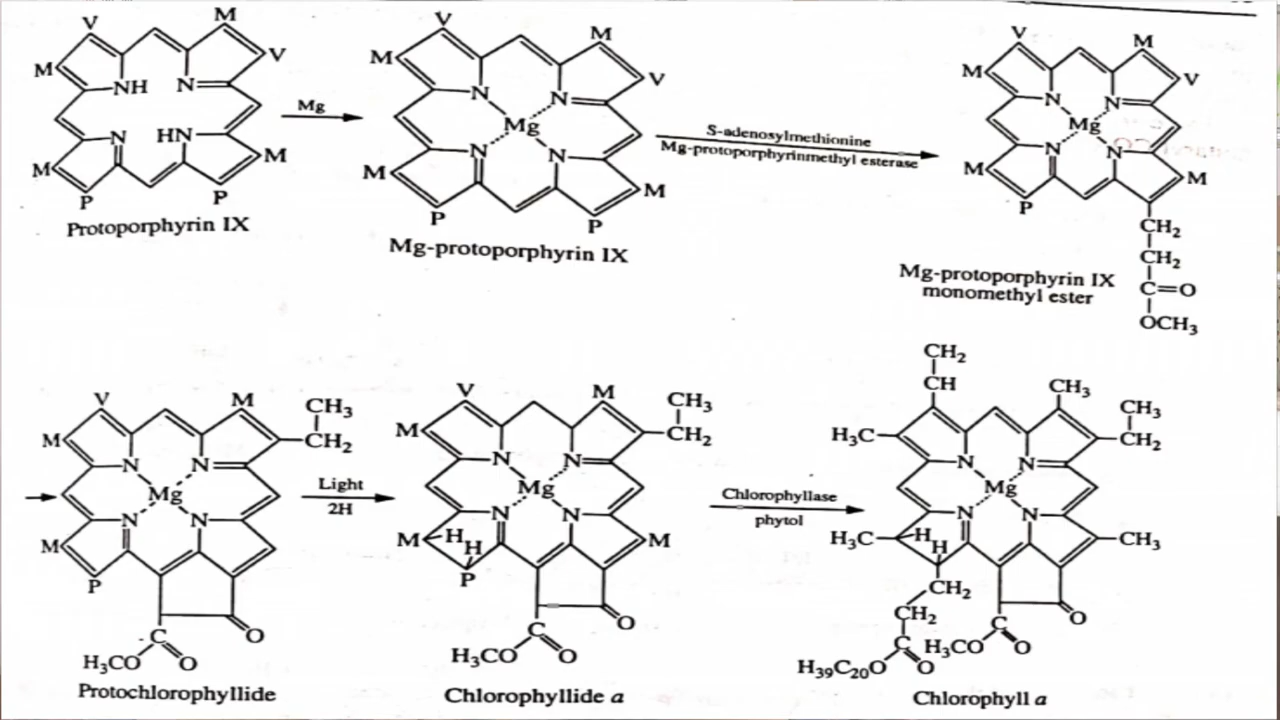 V M
M V
NH N
N HN
M M
P P
Protoporphyrin IX
Mg
V M
M V
N N
Mg
N N
M M
P P
Mg-protoporphyrin IX
S-adenosylmethionine
Mg-protoporphyrinmethyl esterase
V M
M V
N N
Mg
N N
M M
P
CH2
CH2
C=O
OCH3
Mg-protoporphyrin IX
monomethyl ester
V M CH3
M CH2
N N
Mg
N N
M
P
C O
H3CO O
Protochlorophyllide
Light
2H
V M CH3
M CH2
N N
Mg
N N
M H M
H
P
C O
H3CO O
Chlorophyllide a
Chlorophyllase
phytol
CH2
CH CH3 CH3
H3C CH2
N N
Mg
N N
H3C H CH3
H
CH2
CH2 C O
C H3CO O
H39C20O O
Chlorophyll a